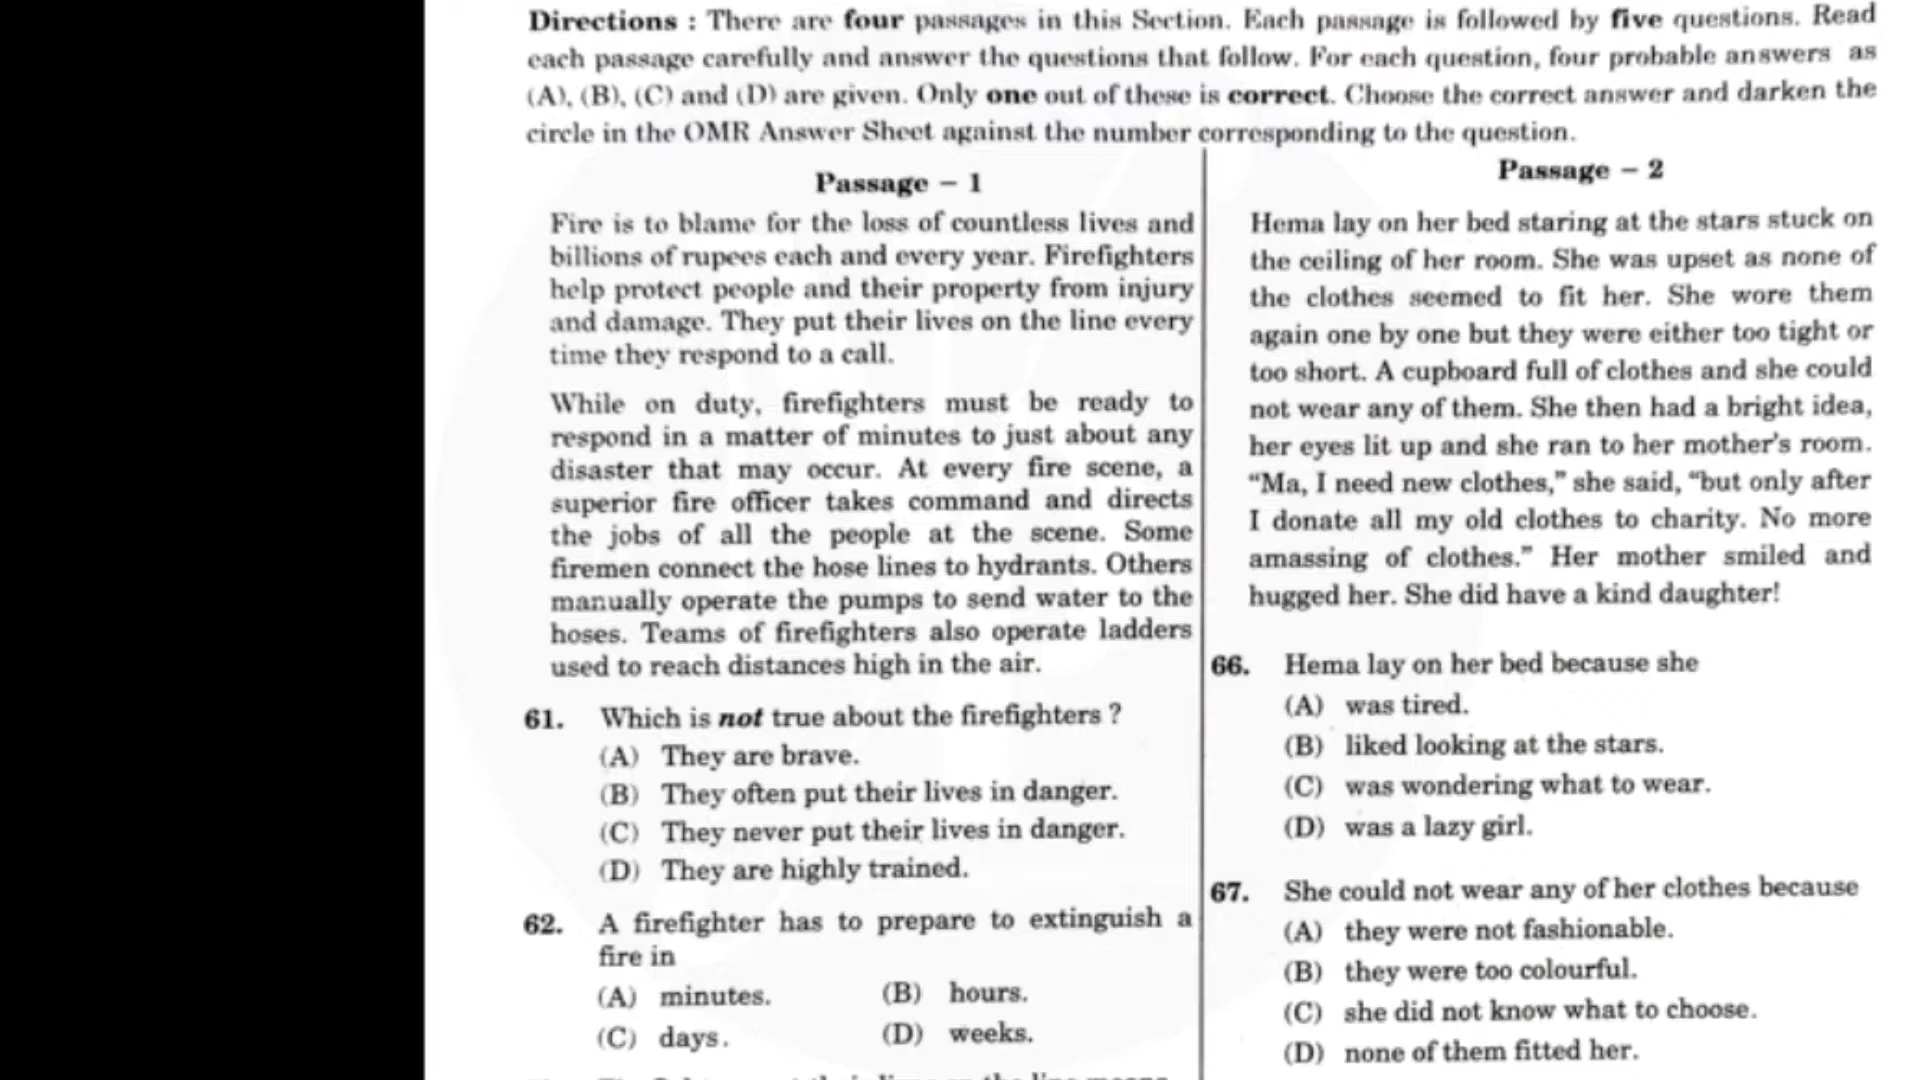 Directions : There are four passages in this Section. Each passage is followed by five questions. Read
each passage carefully and answer the questions that follow. For each question, four probable answers as
(A), (B), (C) and (D) are given. Only one out of these is correct. Choose the correct answer and darken the
circle in the OMR Answer Sheet against the number corresponding to the question.
Passage – 1
Fire is to blame for the loss of countless lives and
billions of rupees each and every year. Firefighters
help protect people and their property from injury
and damage. They put their lives on the line every
time they respond to a call.
While on duty, firefighters must be ready to
respond in a matter of minutes to just about any
disaster that may occur. At every fire scene, a
superior fire officer takes command and directs
the jobs of all the people at the scene. Some
firemen connect the hose lines to hydrants. Others
manually operate the pumps to send water to the
hoses. Teams of firefighters also operate ladders
used to reach distances high in the air.
61. Which is not true about the firefighters ?
(A) They are brave.
(B) They often put their lives in danger.
(C) They never put their lives in danger.
(D) They are highly trained.
62. A firefighter has to prepare to extinguish a
fire in
(A) minutes. (B) hours.
(C) days. (D) weeks.
Passage – 2
Hema lay on her bed staring at the stars stuck on
the ceiling of her room. She was upset as none of
the clothes seemed to fit her. She wore them
again one by one but they were either too tight or
too short. A cupboard full of clothes and she could
not wear any of them. She then had a bright idea,
her eyes lit up and she ran to her mother's room.
“Ma, I need new clothes,” she said, “but only after
I donate all my old clothes to charity. No more
amassing of clothes.” Her mother smiled and
hugged her. She did have a kind daughter!
66. Hema lay on her bed because she
(A) was tired.
(B) liked looking at the stars.
(C) was wondering what to wear.
(D) was a lazy girl.
67. She could not wear any of her clothes because
(A) they were not fashionable.
(B) they were too colourful.
(C) she did not know what to choose.
(D) none of them fitted her.